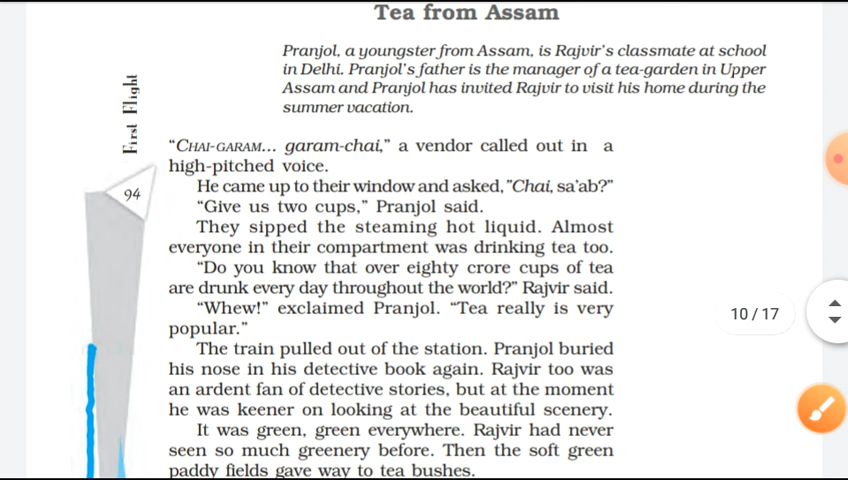 Tea from Assam
Pranjol, a youngster from Assam, is Rajvir's classmate at school
in Delhi. Pranjol's father is the manager of a tea-garden in Upper
Assam and Pranjol has invited Rajvir to visit his home during the
summer vacation.
First Flight
94
"CHAI-GARAM... garam-chai," a vendor called out in a
high-pitched voice.
He came up to their window and asked, "Chai, sa'ab?"
"Give us two cups," Pranjol said.
They sipped the steaming hot liquid. Almost
everyone in their compartment was drinking tea too.
"Do you know that over eighty crore cups of tea
are drunk every day throughout the world?" Rajvir said.
"Whew!" exclaimed Pranjol. "Tea really is very
popular."
The train pulled out of the station. Pranjol buried
his nose in his detective book again. Rajvir too was
an ardent fan of detective stories, but at the moment
he was keener on looking at the beautiful scenery.
It was green, green everywhere. Rajvir had never
seen so much greenery before. Then the soft green
paddy fields gave way to tea bushes.
10 / 17